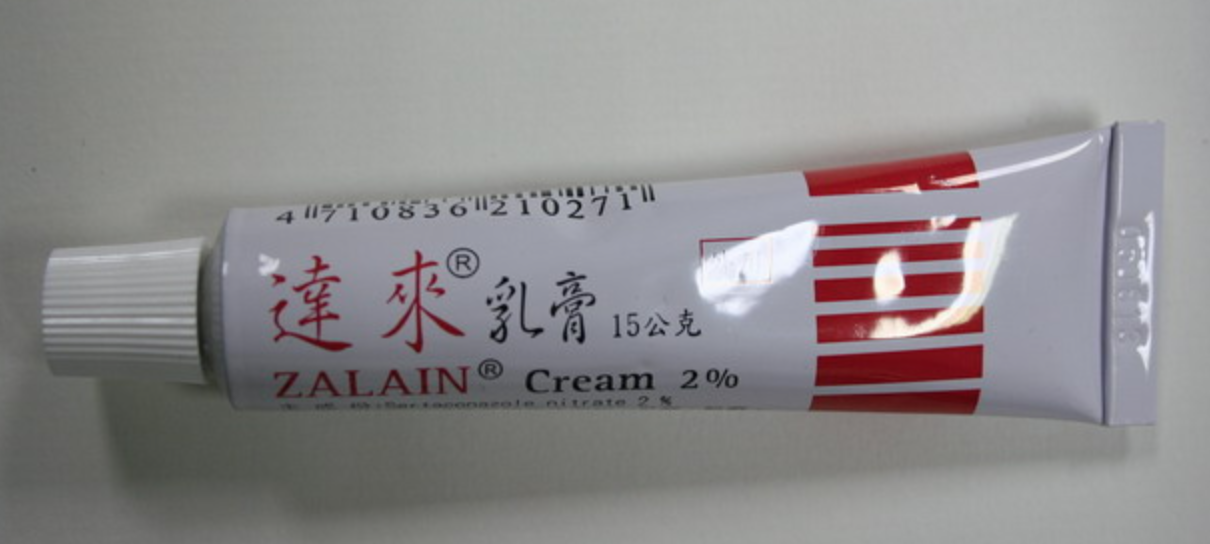 4 710836 210271
達來® 乳膏 15公克
ZALAIN® Cream 2%
Sertaconazole nitrate 2%